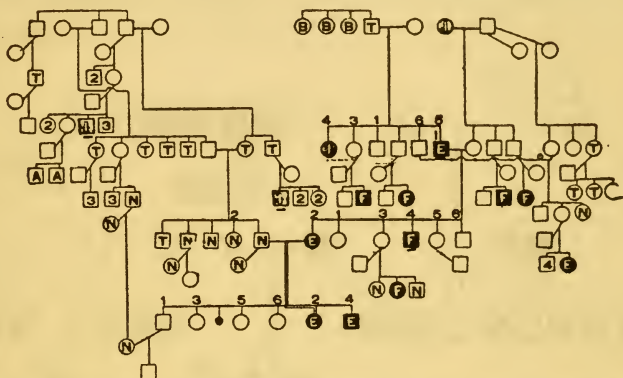 B B B T
T 2
2 3 4 3 1 6 5
T T T T T T E T
A A 3 2 2 F F F F T T
3 N 2 2 1 3 4 5 6 N
N T N N N N E F 4 E
N N N F N
1 3 5 6 2 4
N E E